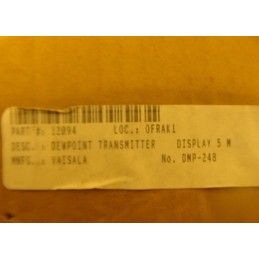 PART #: 12094 LOC.: OFRAK1
DESC.: DEWPOINT TRANSMITTER DISPLAY 5 M
MNFG.: VAISALA No. DMP-248